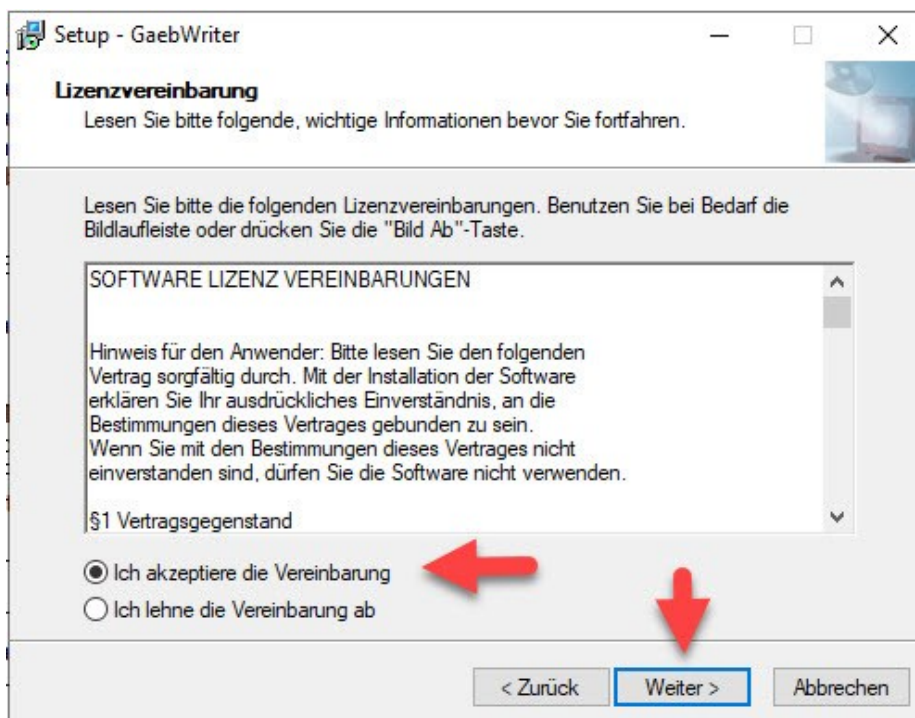 Setup - GaebWriter
Lizenzvereinbarung
Lesen Sie bitte folgende, wichtige Informationen bevor Sie fortfahren.
Lesen Sie bitte die folgenden Lizenzvereinbarungen. Benutzen Sie bei Bedarf die
Bildlaufleiste oder drücken Sie die "Bild Ab"-Taste.
SOFTWARE LIZENZ VEREINBARUNGEN
Hinweis für den Anwender: Bitte lesen Sie den folgenden
Vertrag sorgfältig durch. Mit der Installation der Software
erklären Sie Ihr ausdrückliches Einverständnis, an die
Bestimmungen dieses Vertrages gebunden zu sein.
Wenn Sie mit den Bestimmungen dieses Vertrages nicht
einverstanden sind, dürfen Sie die Software nicht verwenden.
§1 Vertragsgegenstand
Ich akzeptiere die Vereinbarung
Ich lehne die Vereinbarung ab
< Zurück Weiter > Abbrechen